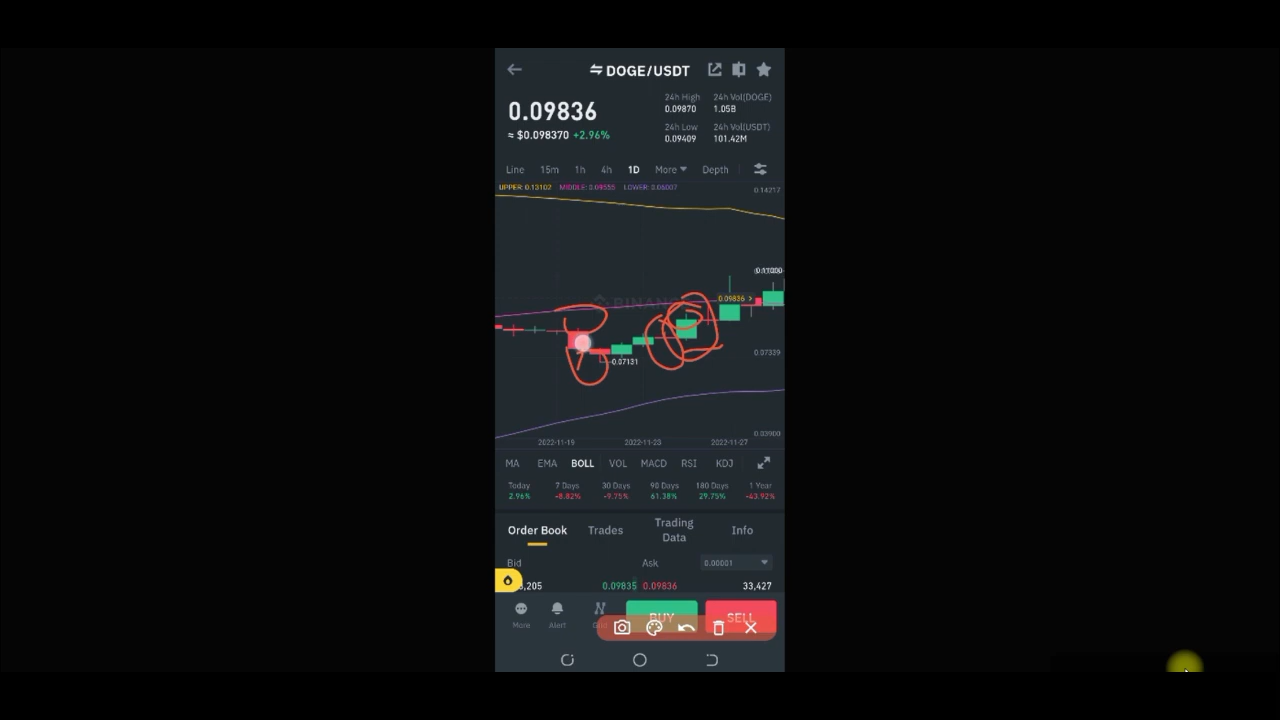 DOGE/USDT
0.09836
24h High 24h Vol(DOGE)
0.09870 1.05B
≈ $0.098370 +2.96%
24h Low 24h Vol(USDT)
0.09409 101.42M
Line 15m 1h 4h 1D More Depth
UPPER: 0.13102 MIDDLE: 0.09555 LOWER: 0.06007
0.14217
0.09836
0.07339
0.07131
0.03900
2022-11-19 2022-11-23 2022-11-27
MA EMA BOLL VOL MACD RSI KDJ
Today 7 Days 30 Days 90 Days 180 Days 1 Year
2.96% -8.82% -9.75% 61.38% 29.75% -43.92%
Order Book Trades Trading Data Info
Bid Ask 0.00001
,205 0.09835 0.09836 33,427
More Alert BUY SELL